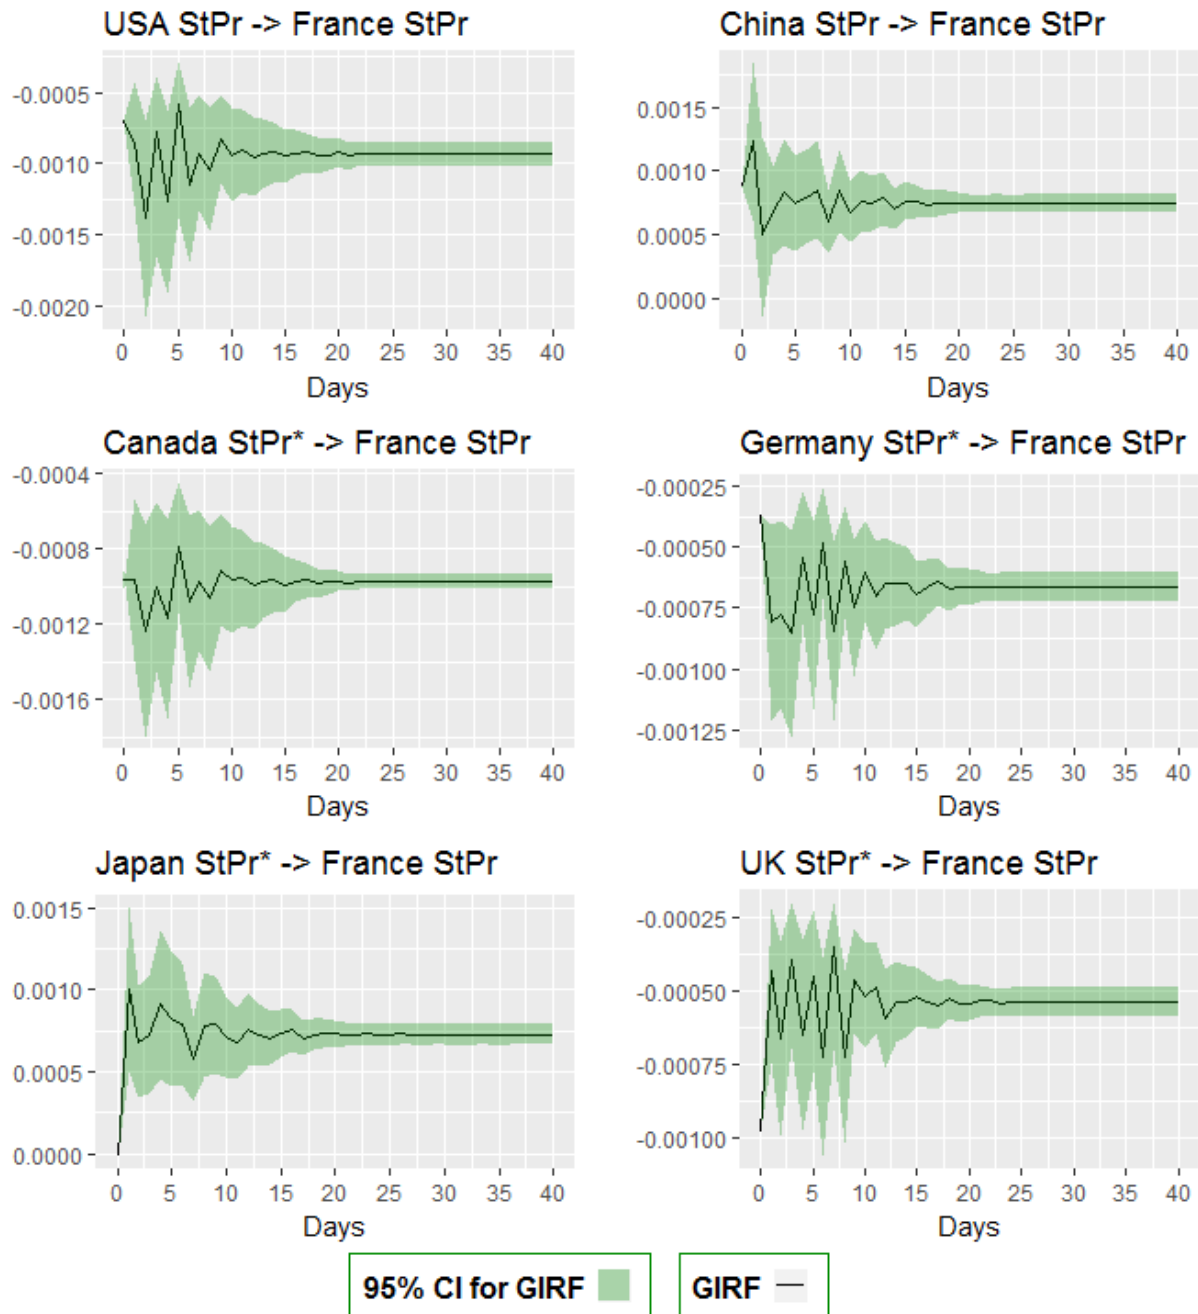 USA StPr -> France StPr
-0.0005
-0.0010
-0.0015
-0.0020
0 5 10 15 20 25 30 35 40
Days
China StPr -> France StPr
0.0015
0.0010
0.0005
0.0000
0 5 10 15 20 25 30 35 40
Days
Canada StPr* -> France StPr
-0.0004
-0.0008
-0.0012
-0.0016
0 5 10 15 20 25 30 35 40
Days
Germany StPr* -> France StPr
-0.00025
-0.00050
-0.00075
-0.00100
-0.00125
0 5 10 15 20 25 30 35 40
Days
Japan StPr* -> France StPr
0.0015
0.0010
0.0005
0.0000
0 5 10 15 20 25 30 35 40
Days
UK StPr* -> France StPr
-0.00025
-0.00050
-0.00075
-0.00100
0 5 10 15 20 25 30 35 40
Days
95% CI for GIRF
GIRF